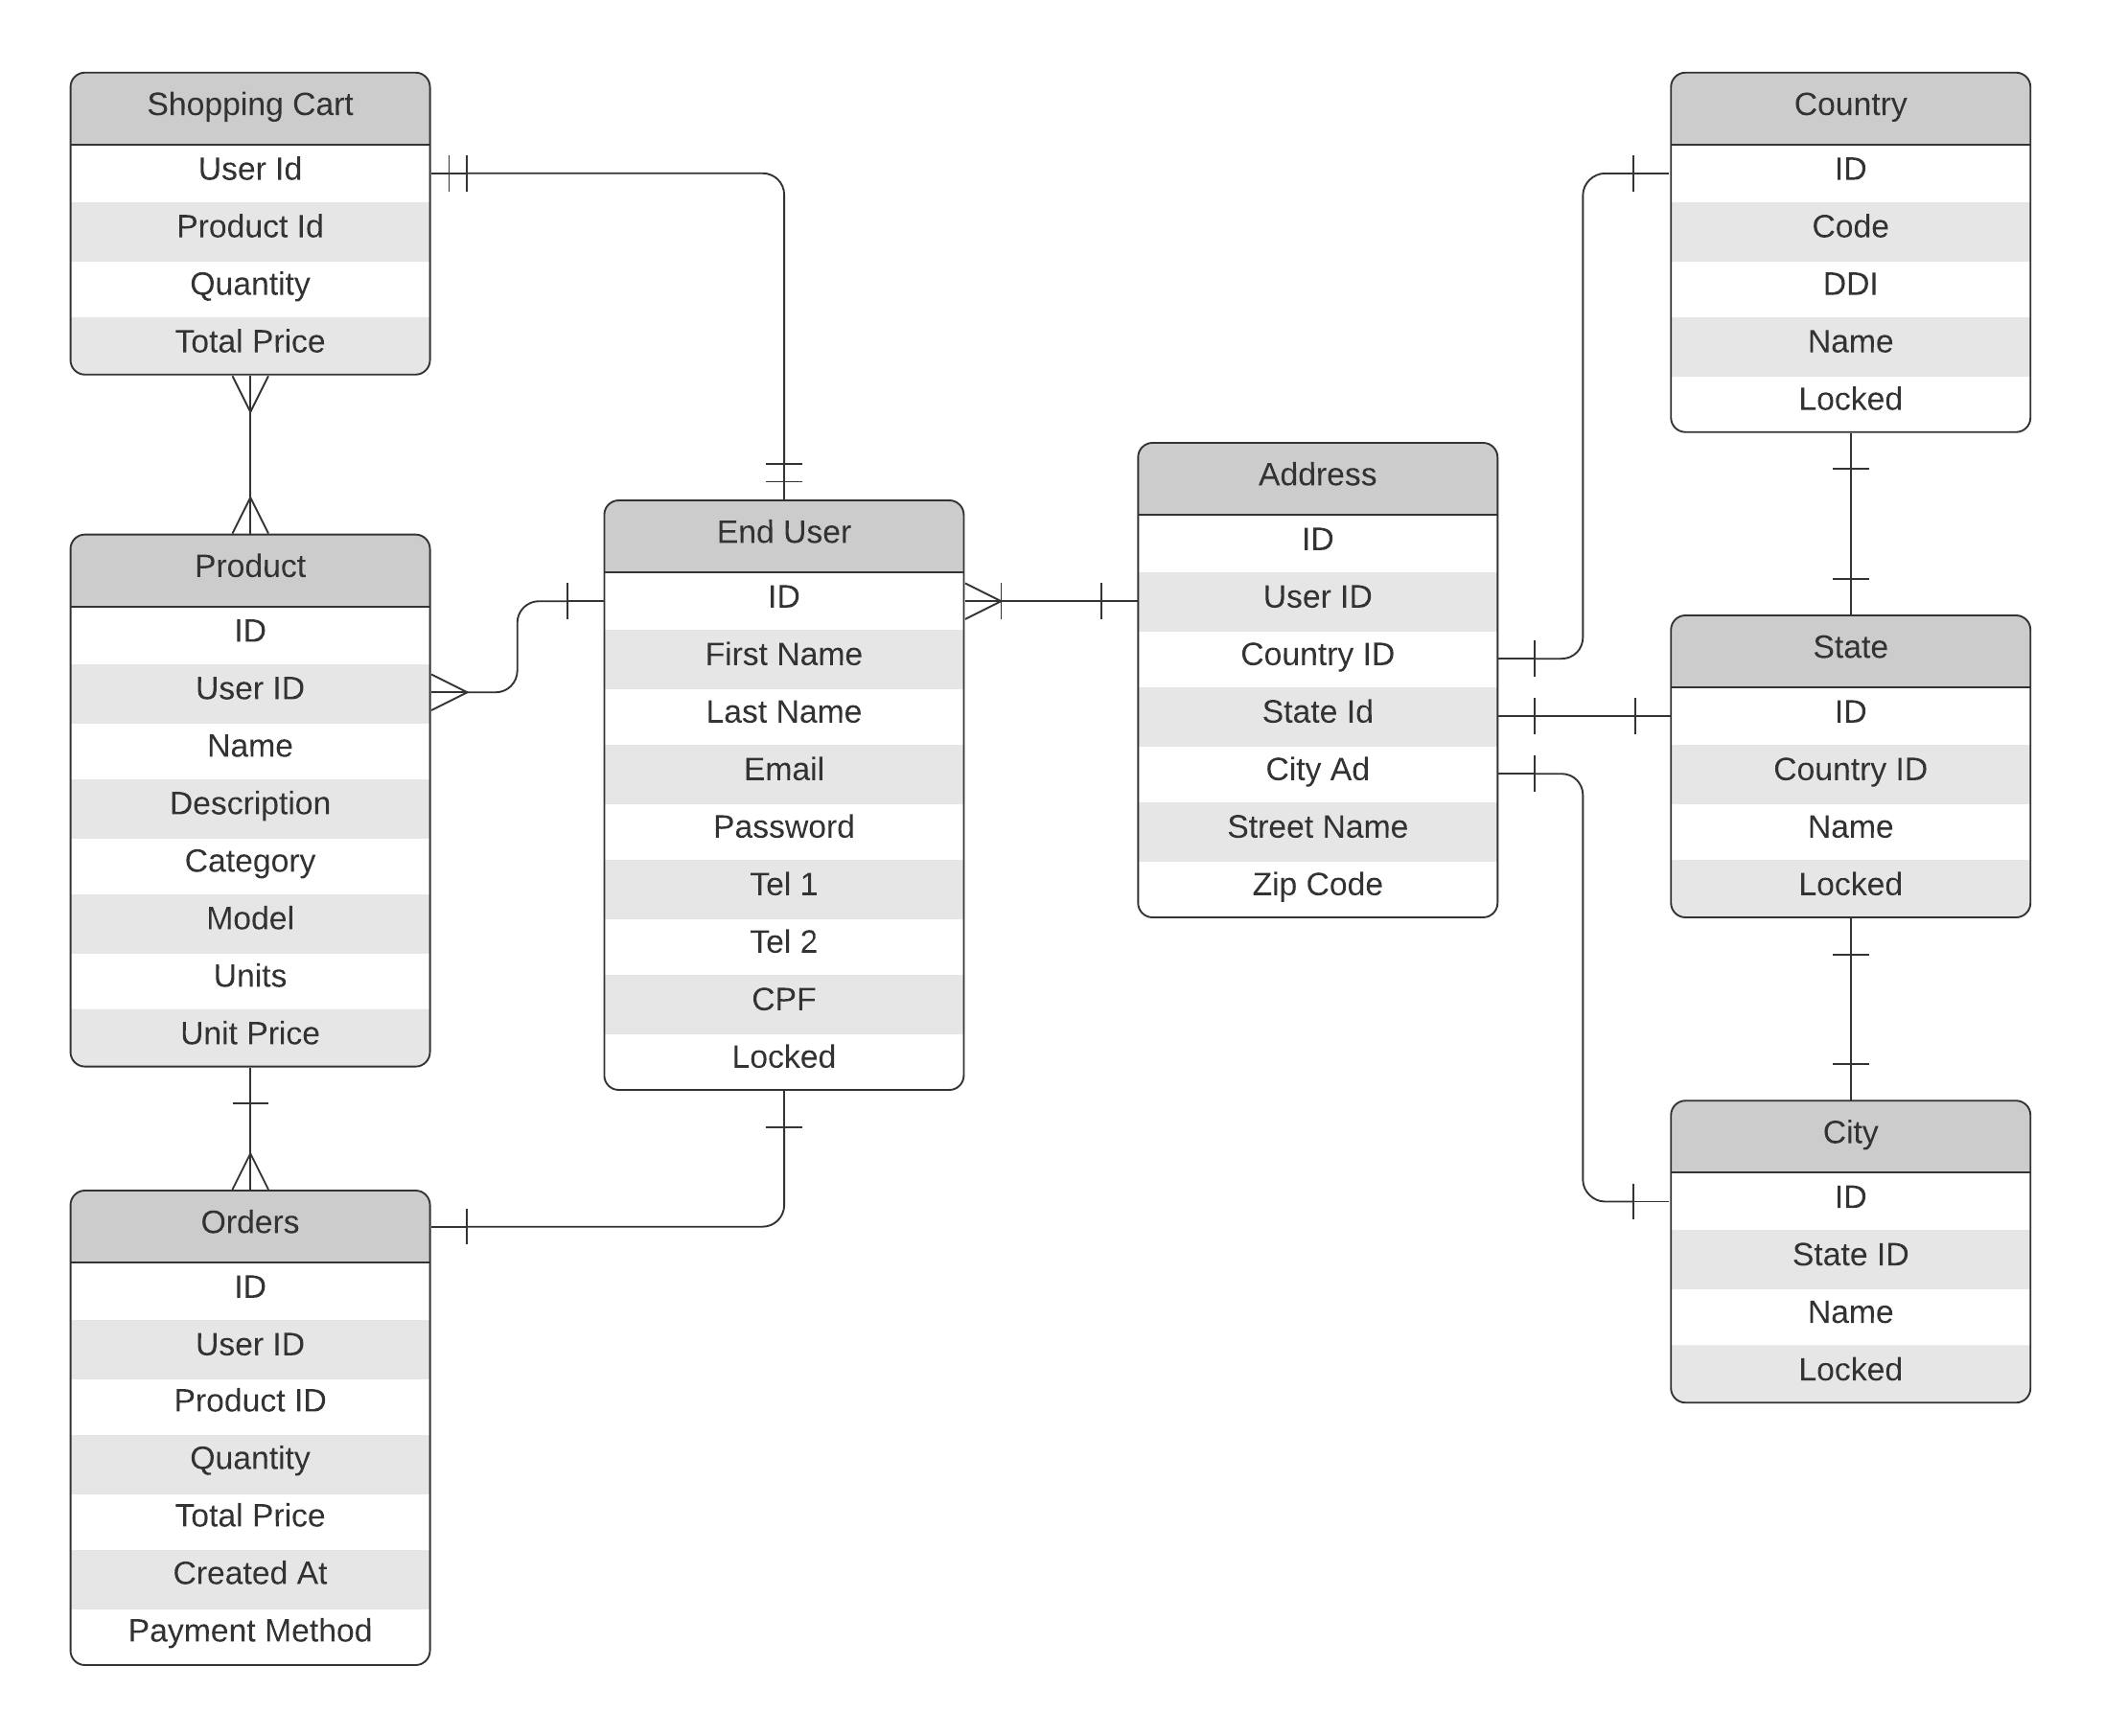 Shopping Cart
User Id
Product Id
Quantity
Total Price
Product
ID
User ID
Name
Description
Category
Model
Units
Unit Price
Orders
ID
User ID
Product ID
Quantity
Total Price
Created At
Payment Method
End User
ID
First Name
Last Name
Email
Password
Tel 1
Tel 2
CPF
Locked
Address
ID
User ID
Country ID
State Id
City Ad
Street Name
Zip Code
Country
ID
Code
DDI
Name
Locked
State
ID
Country ID
Name
Locked
City
ID
State ID
Name
Locked